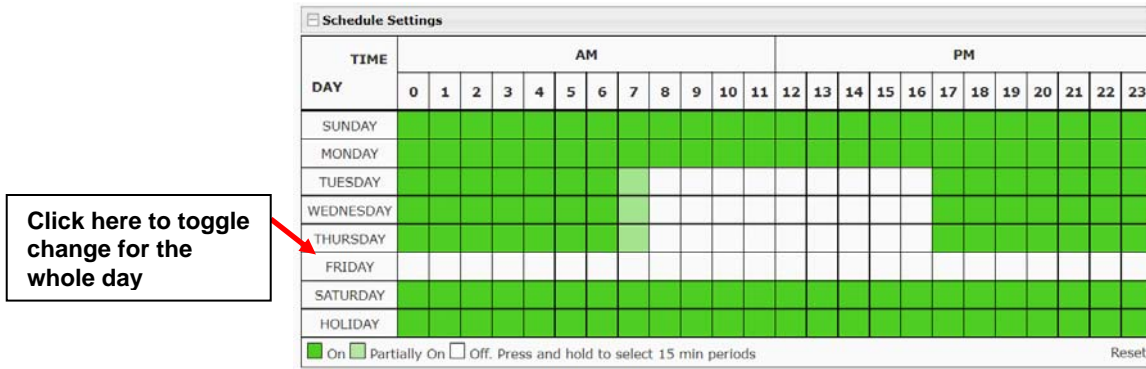 Schedule Settings
TIME
AM
PM
DAY
0 1 2 3 4 5 6 7 8 9 10 11 12 13 14 15 16 17 18 19 20 21 22 23
SUNDAY
MONDAY
TUESDAY
WEDNESDAY
THURSDAY
FRIDAY
SATURDAY
HOLIDAY
On Partially On Off. Press and hold to select 15 min periods
Reset
Click here to toggle
change for the
whole day